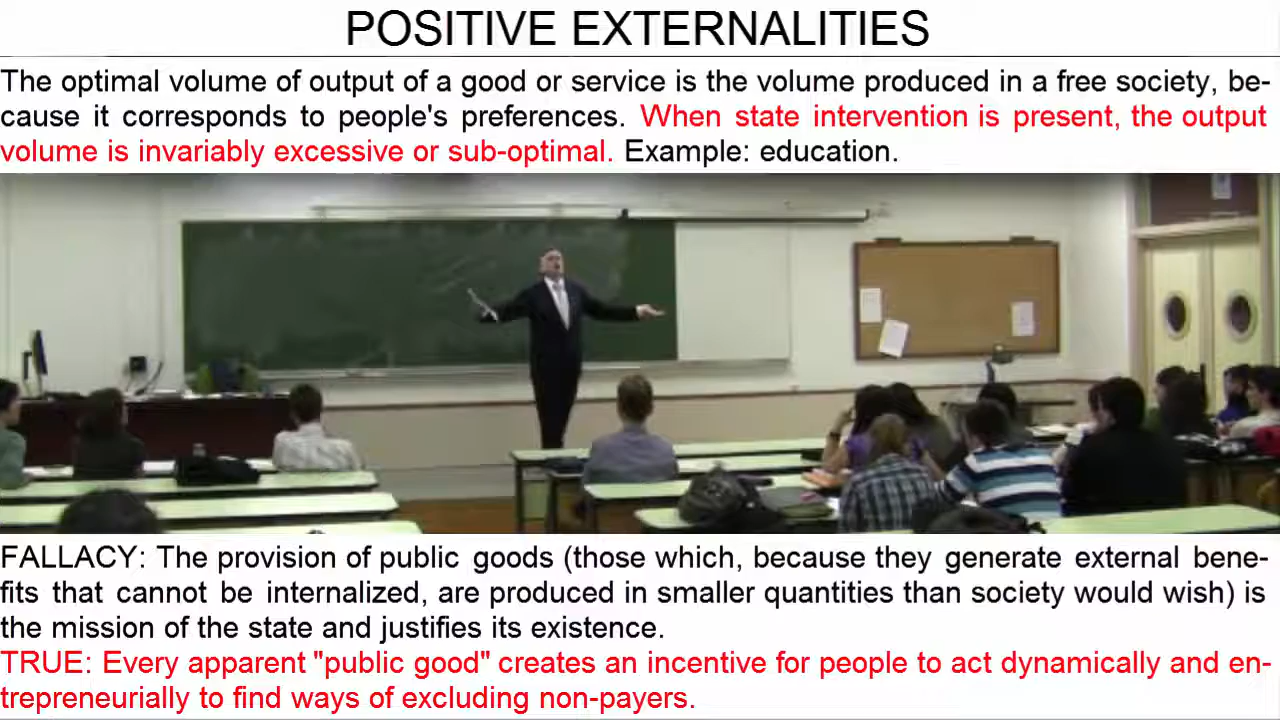 POSITIVE EXTERNALITIES
The optimal volume of output of a good or service is the volume produced in a free society, be-
cause it corresponds to people's preferences. When state intervention is present, the output
volume is invariably excessive or sub-optimal. Example: education.
FALLACY: The provision of public goods (those which, because they generate external bene-
fits that cannot be internalized, are produced in smaller quantities than society would wish) is
the mission of the state and justifies its existence.
TRUE: Every apparent "public good" creates an incentive for people to act dynamically and en-
trepreneurially to find ways of excluding non-payers.